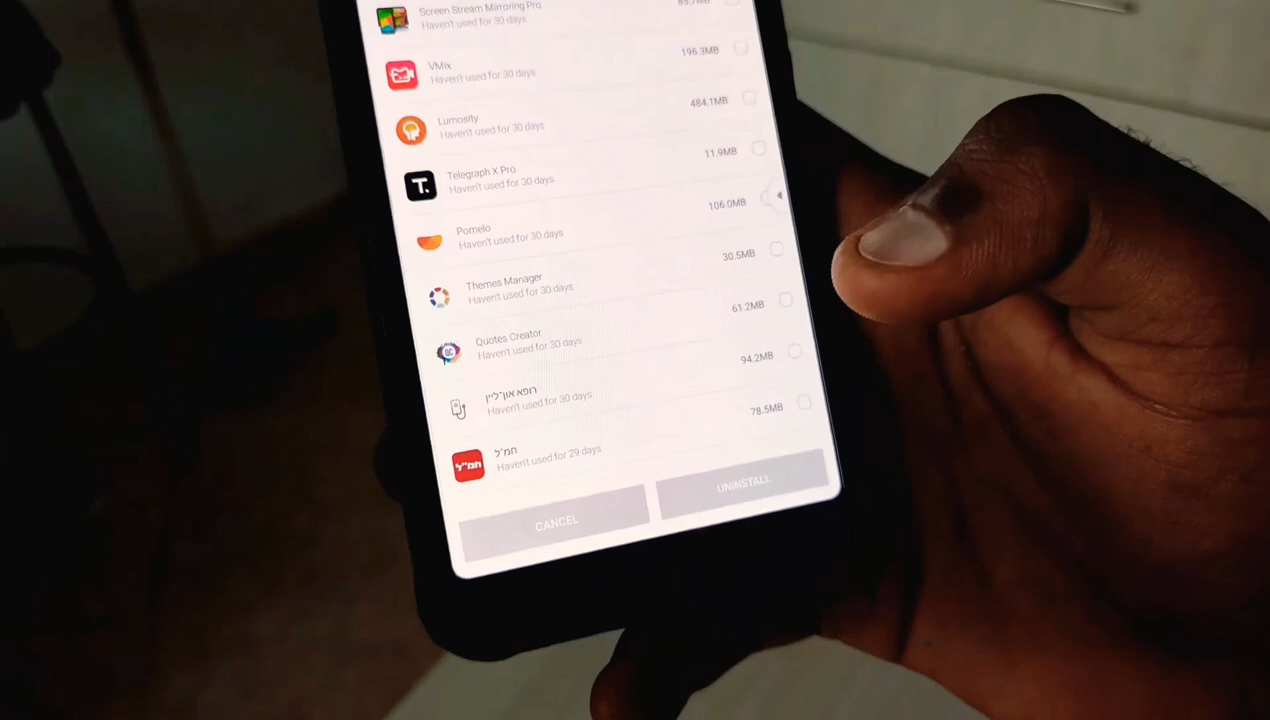 Screen Stream Mirroring Pro
Haven't used for 30 days
VMix
Haven't used for 30 days
196.3MB
Lumosity
Haven't used for 30 days
484.1MB
T.
Telegraph X Pro
Haven't used for 30 days
11.9MB
Pomelo
Haven't used for 30 days
106.0MB
Themes Manager
Haven't used for 30 days
30.5MB
QC
Quotes Creator
Haven't used for 30 days
61.2MB
רופא און־ליין
Haven't used for 30 days
94.2MB
חמ״ל
חמ״ל
Haven't used for 29 days
78.5MB
CANCEL
UNINSTALL